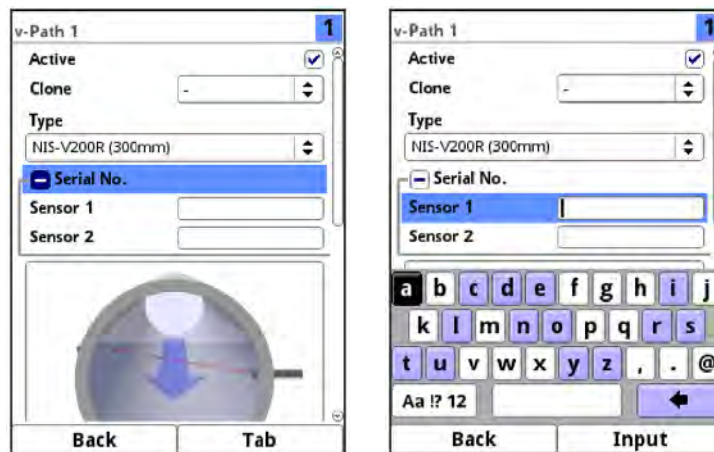 v-Path 1 1
Active
Clone -
Type
NIS-V200R (300mm)
Serial No.
Sensor 1
Sensor 2
Back Tab
v-Path 1 1
Active
Clone -
Type
NIS-V200R (300mm)
Serial No.
Sensor 1
Sensor 2
a b c d e f g h i j
k l m n o p q r s
t u v w x y z , . @
Aa !? 12
Back Input